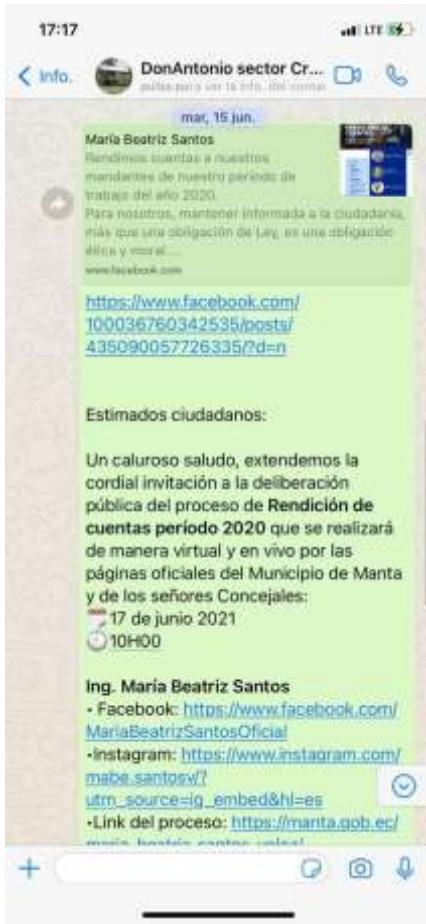 17:17
LTE
Info.
DonAntonio sector Cr...
pulsa para ver la info. del
mar, 15 jun.
María Beatriz Santos
Rendimos cuentas a nuestros
mandantes de nuestro período de
trabajo del año 2020.
Para nosotros, mantener informada a la ciudadanía,
más que una obligación de Ley, es una obligación
ética y moral....
www.facebook.com
https://www.facebook.com/
100036760342535/posts/
435090057726335/?d=n
Estimados ciudadanos:
Un caluroso saludo, extendemos la
cordial invitación a la deliberación
pública del proceso de Rendición de
cuentas período 2020 que se realizará
de manera virtual y en vivo por las
páginas oficiales del Municipio de Manta
y de los señores Concejales:
17 de junio 2021
10H00
Ing. María Beatriz Santos
- Facebook: https://www.facebook.com/
MariaBeatrizSantosOficial
-Instagram: https://www.instagram.com/
mabe.santosv/?
utm_source=ig_embed&hl=es
-Link del proceso: https://manta.gob.ec/